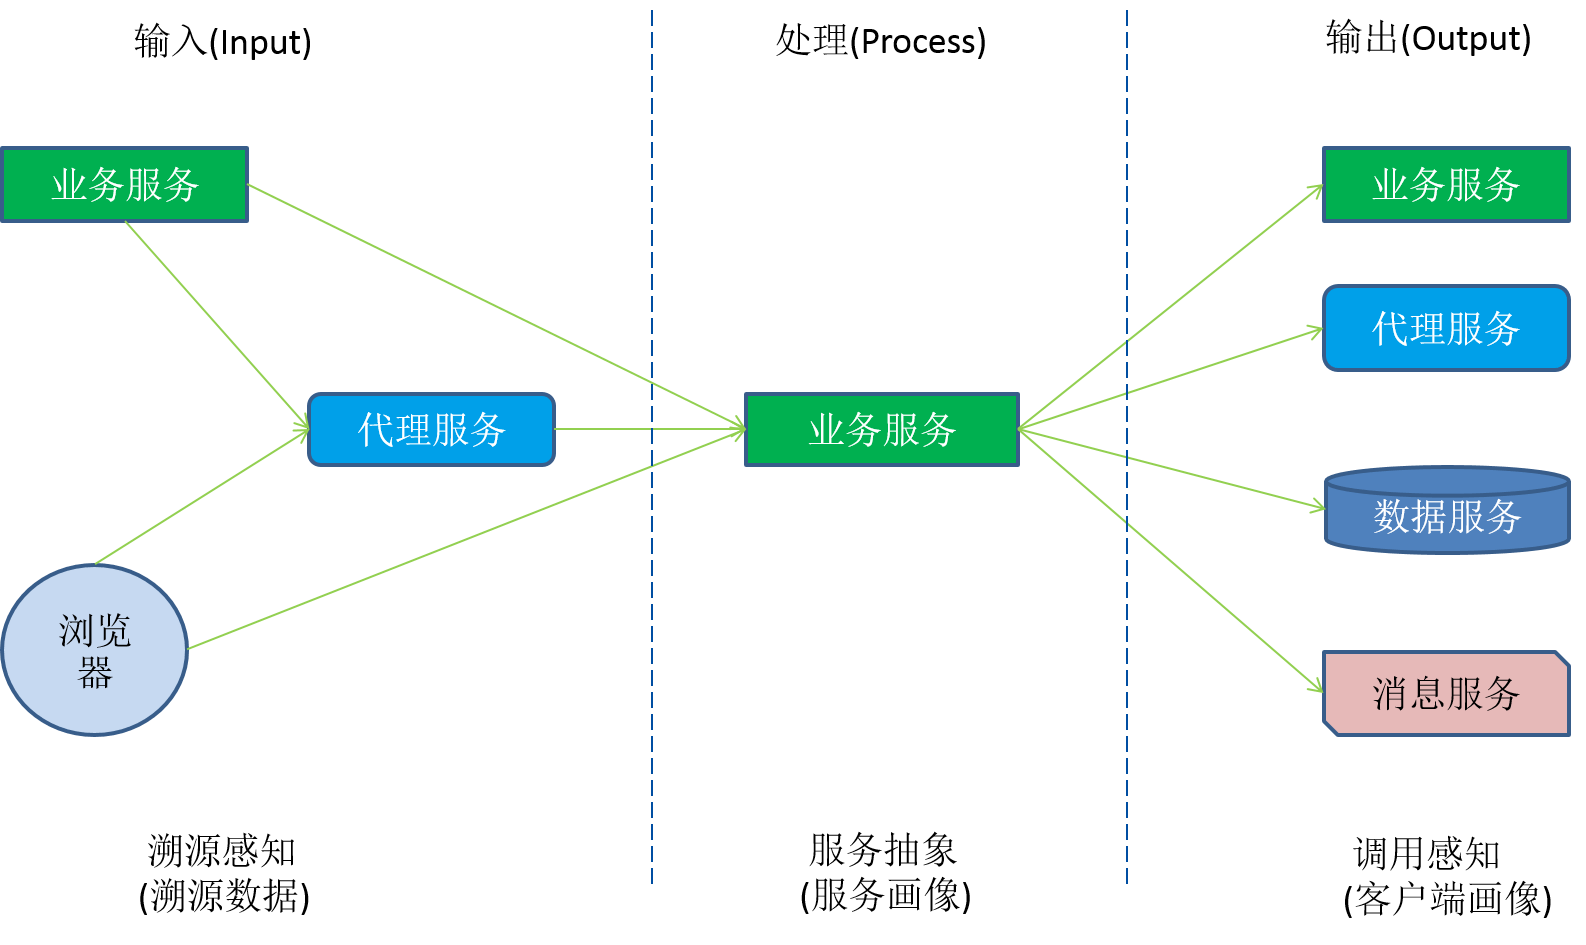 输入(Input)
处理(Process)
输出(Output)
业务服务
业务服务
代理服务
代理服务
业务服务
数据服务
浏览
器
消息服务
溯源感知
(溯源数据)
服务抽象
(服务画像)
调用感知
(客户端画像)